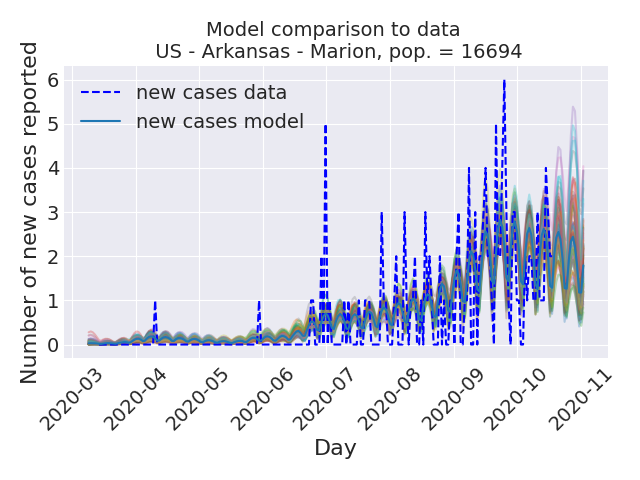 Model comparison to data
US - Arkansas - Marion, pop. = 16694
Number of new cases reported
6
5
4
3
2
1
0
new cases data
new cases model
2020-03
2020-04
2020-05
2020-06
2020-07
2020-08
2020-09
2020-10
2020-11
Day